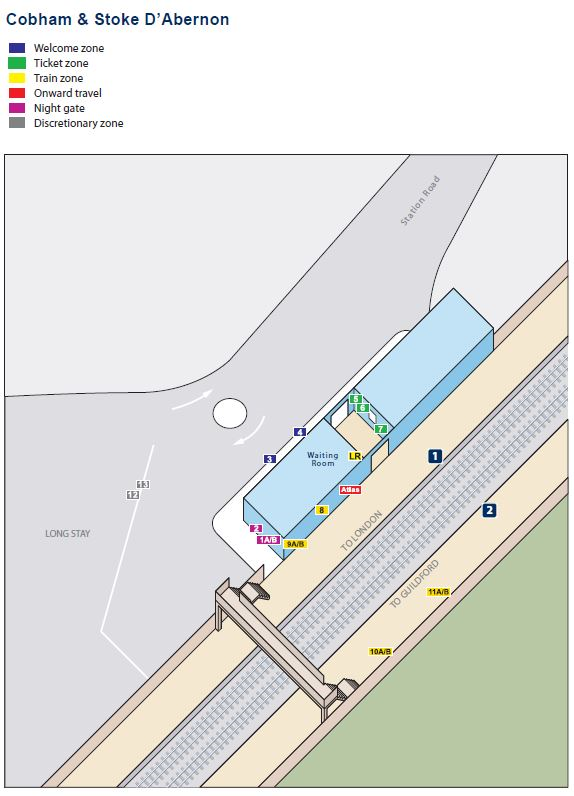 Cobham & Stoke D’Abernon
Welcome zone
Ticket zone
Train zone
Onward travel
Night gate
Discretionary zone
Station Road
5
6
4
7
Waiting
Room
LR
3
1
13
12
Atlas
8
2
2
1A/B
9A/B
LONG STAY
TO LONDON
TO GUILDFORD
11A/B
10A/B